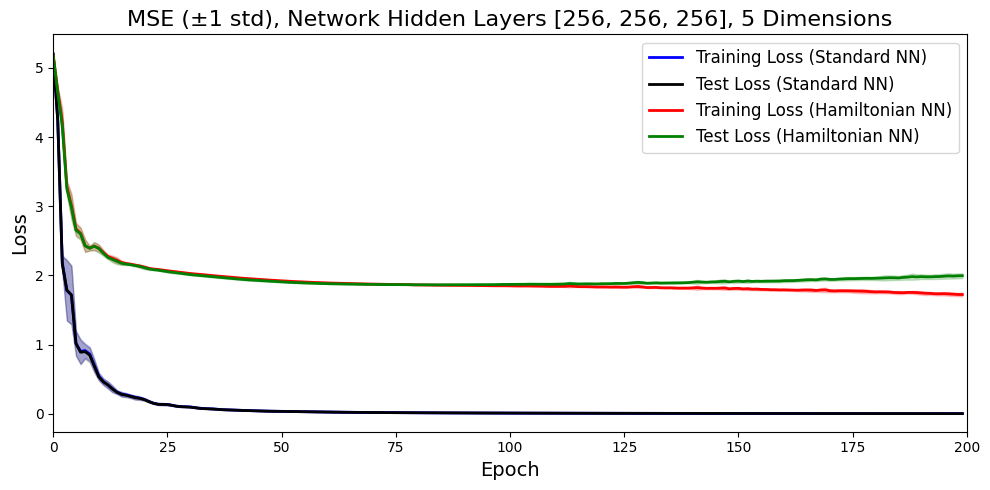 MSE (±1 std), Network Hidden Layers [256, 256, 256], 5 Dimensions
Training Loss (Standard NN)
Test Loss (Standard NN)
Training Loss (Hamiltonian NN)
Test Loss (Hamiltonian NN)
Loss
5
4
3
2
1
0
0 25 50 75 100 125 150 175 200
Epoch